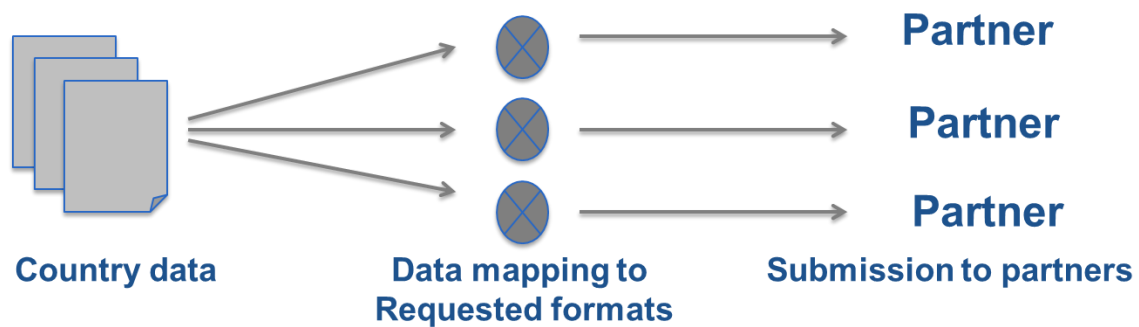 Partner
Partner
Partner
Country data
Data mapping to
Requested formats
Submission to partners